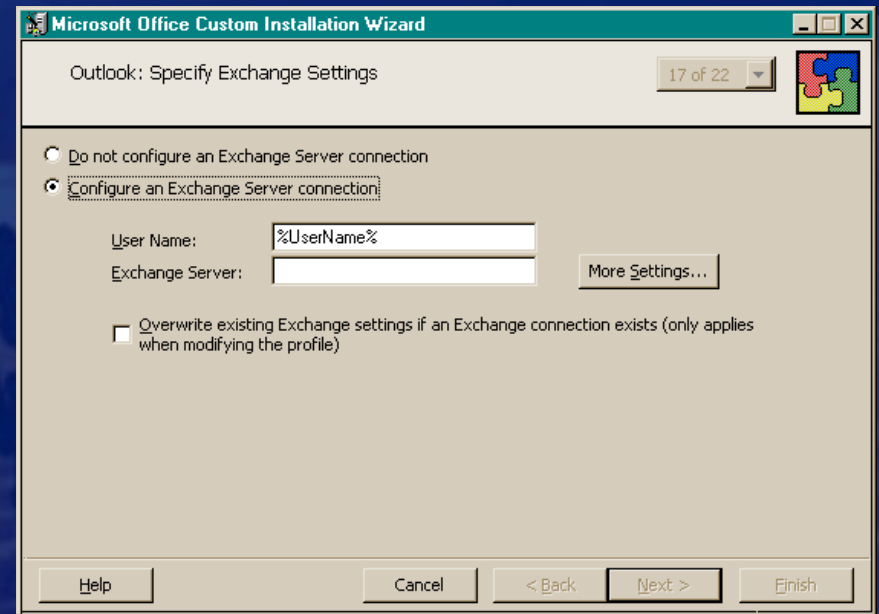 Microsoft Office Custom Installation Wizard
Outlook: Specify Exchange Settings
17 of 22
Do not configure an Exchange Server connection
Configure an Exchange Server connection
User Name:
%UserName%
Exchange Server:
More Settings...
Overwrite existing Exchange settings if an Exchange connection exists (only applies
when modifying the profile)
Help
Cancel
< Back
Next >
Finish